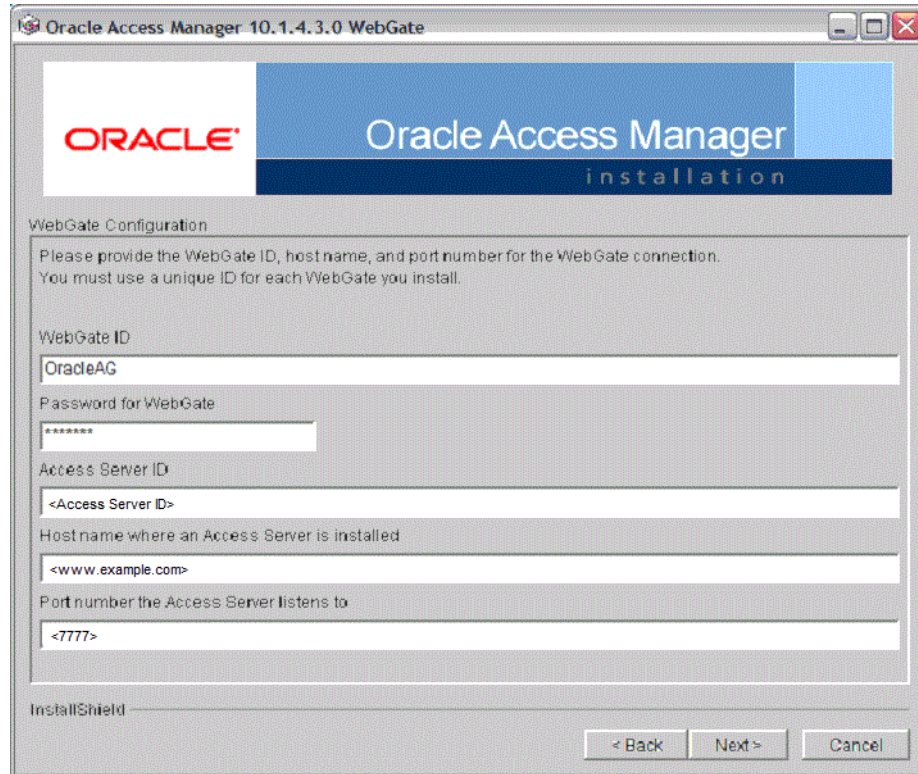 Oracle Access Manager 10.1.4.3.0 WebGate
ORACLE®
Oracle Access Manager
installation
WebGate Configuration
Please provide the WebGate ID, host name, and port number for the WebGate connection.
You must use a unique ID for each WebGate you install.
WebGate ID
OracleAG
Password for WebGate
*******
Access Server ID
<Access Server ID>
Host name where an Access Server is installed
<www.example.com>
Port number the Access Server listens to
<7777>
InstallShield
< Back
Next >
Cancel